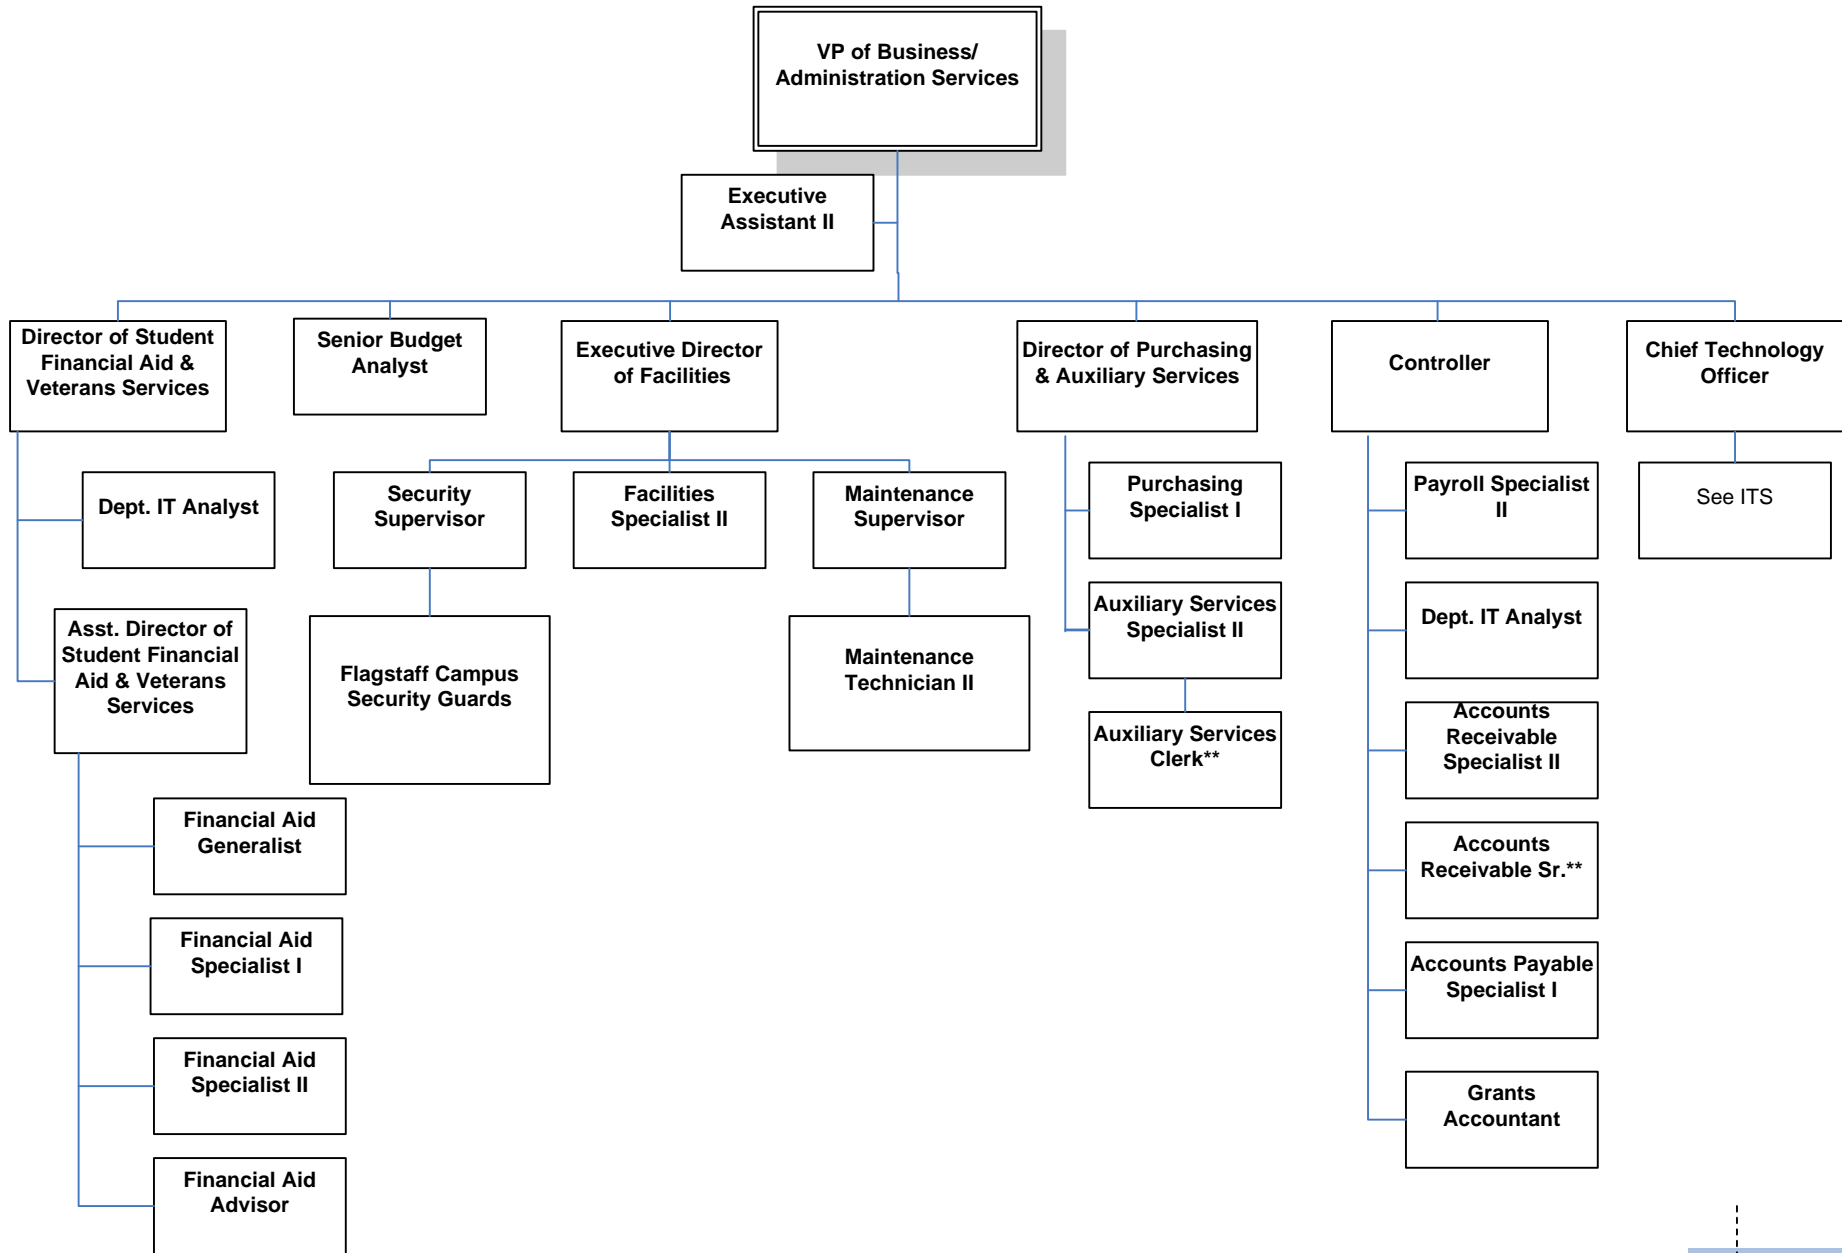 VP of Business/
Administration Services
Executive
Assistant II
Director of Student
Financial Aid &
Veterans Services
Senior Budget
Analyst
Executive Director
of Facilities
Director of Purchasing
& Auxiliary Services
Controller
Chief Technology
Officer
Dept. IT Analyst
Security
Supervisor
Facilities
Specialist II
Maintenance
Supervisor
Purchasing
Specialist I
Payroll Specialist
II
See ITS
Asst. Director of
Student Financial
Aid & Veterans
Services
Flagstaff Campus
Security Guards
Maintenance
Technician II
Auxiliary Services
Specialist II
Dept. IT Analyst
Auxiliary Services
Clerk**
Accounts
Receivable
Specialist II
Financial Aid
Generalist
Accounts
Receivable Sr.**
Financial Aid
Specialist I
Accounts Payable
Specialist I
Financial Aid
Specialist II
Grants
Accountant
Financial Aid
Advisor